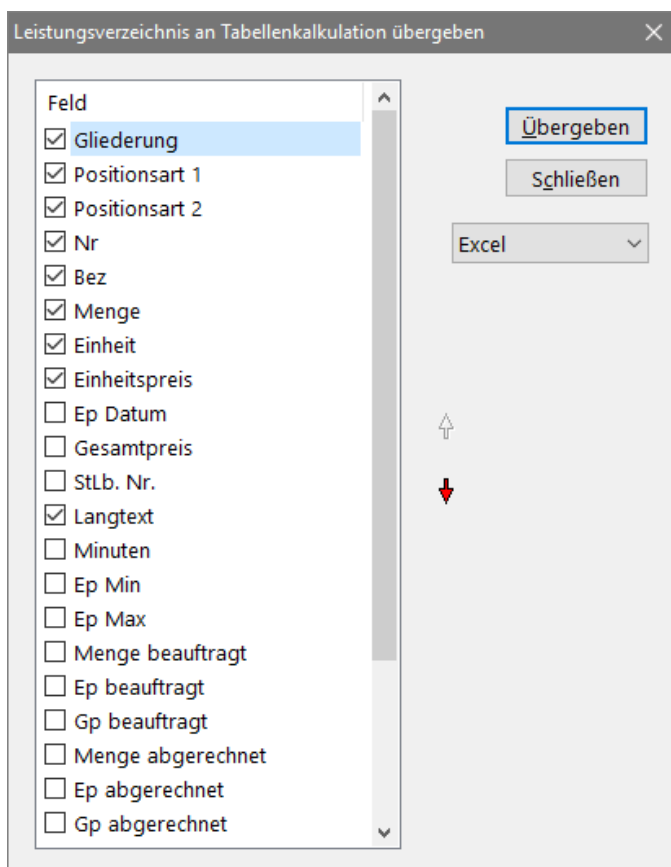 Leistungsverzeichnis an Tabellenkalkulation übergeben
Feld
Gliederung
Positionsart 1
Positionsart 2
Nr
Bez
Menge
Einheit
Einheitspreis
Ep Datum
Gesamtpreis
StLb. Nr.
Langtext
Minuten
Ep Min
Ep Max
Menge beauftragt
Ep beauftragt
Gp beauftragt
Menge abgerechnet
Ep abgerechnet
Gp abgerechnet
Übergeben
Schließen
Excel